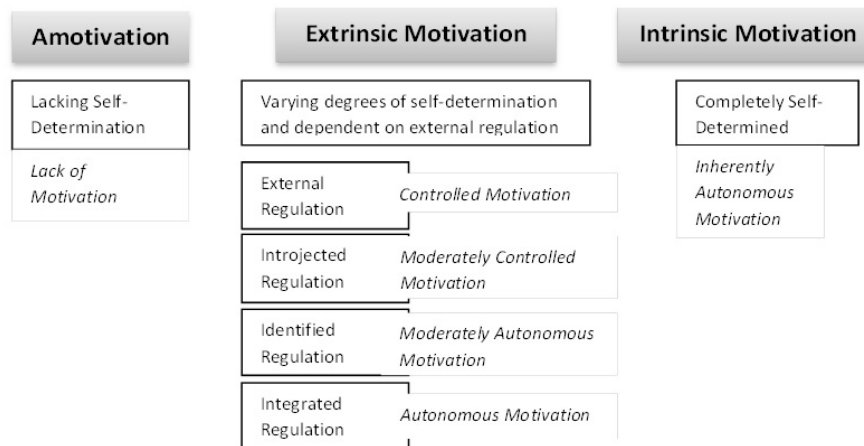 Amotivation
Extrinsic Motivation
Intrinsic Motivation
Lacking Self-
Determination
Lack of
Motivation
Varying degrees of self-determination
and dependent on external regulation
External
Regulation
Controlled Motivation
Introjected
Regulation
Moderately Controlled
Motivation
Identified
Regulation
Moderately Autonomous
Motivation
Integrated
Regulation
Autonomous Motivation
Completely Self-
Determined
Inherently
Autonomous
Motivation